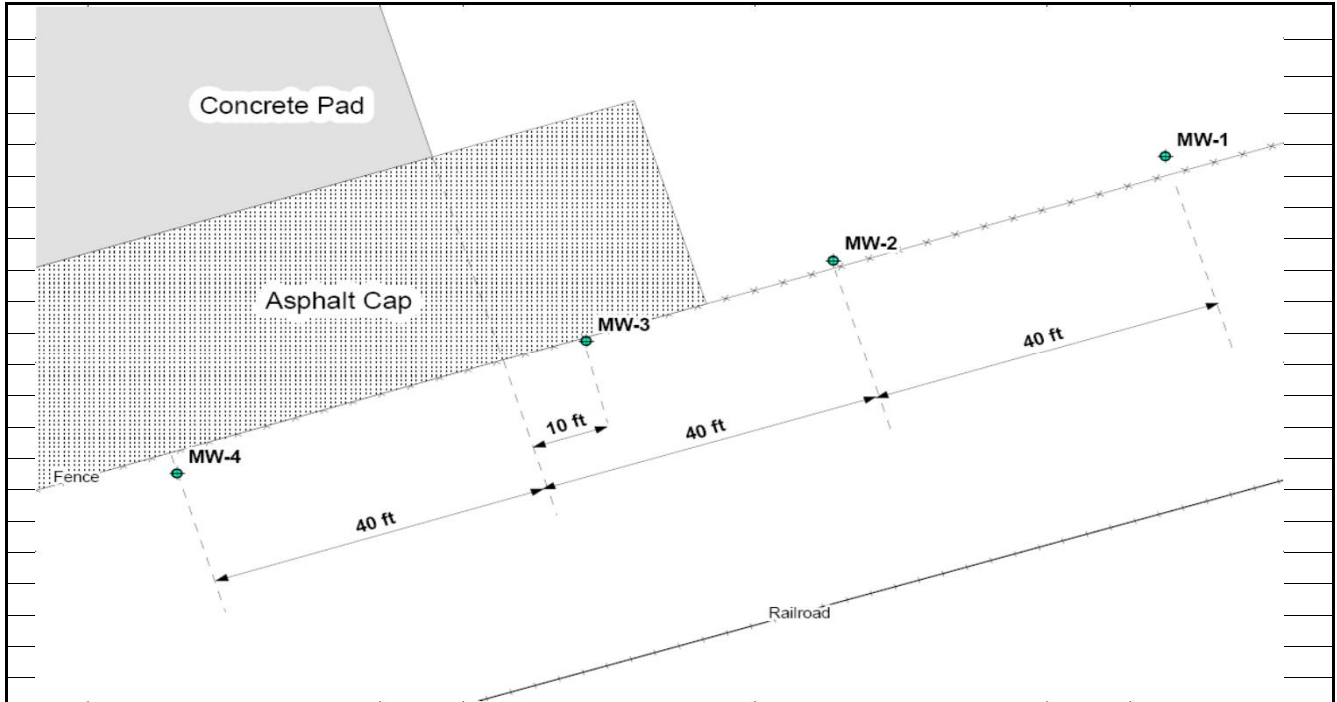 Concrete Pad
MW-1
MW-2
Asphalt Cap
MW-3
40 ft
10 ft
40 ft
MW-4
Fence
40 ft
Railroad